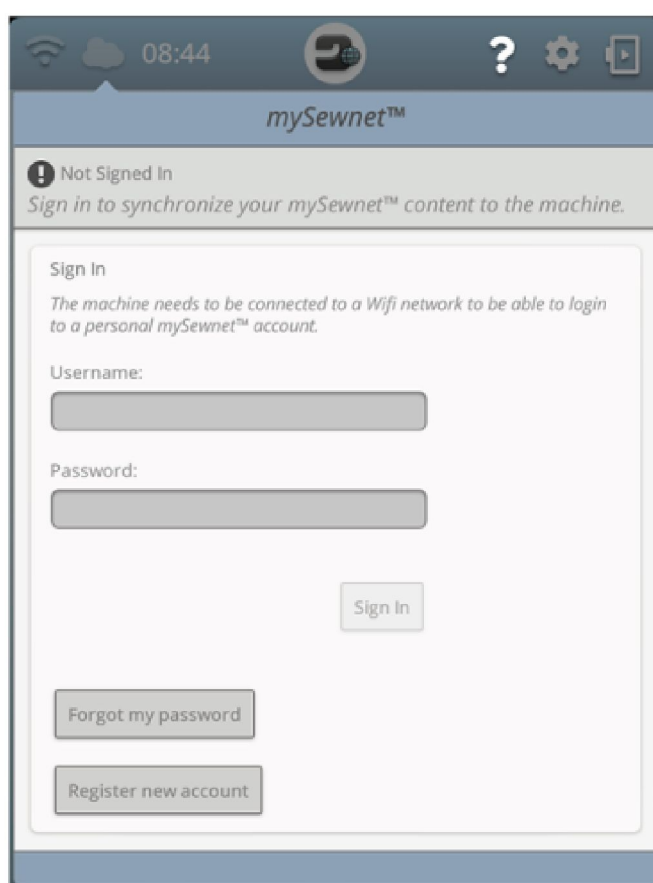 08:44
?
mySewnet™
! Not Signed In
Sign in to synchronize your mySewnet™ content to the machine.
Sign In
The machine needs to be connected to a Wifi network to be able to login
to a personal mySewnet™ account.
Username:
Password:
Sign In
Forgot my password
Register new account